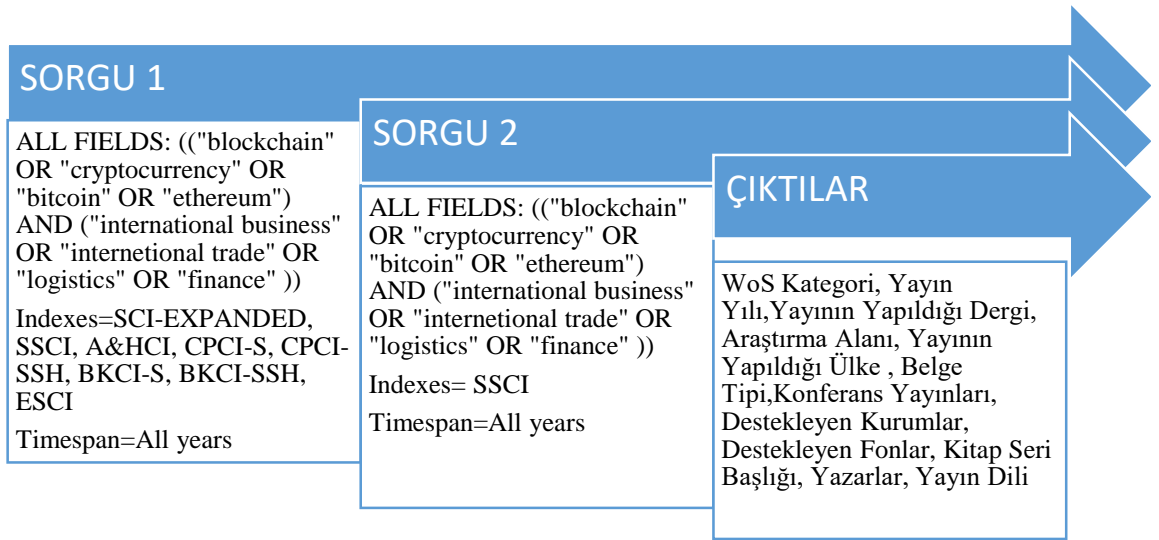 SORGU 1
ALL FIELDS: (("blockchain"
OR "cryptocurrency" OR
"bitcoin" OR "ethereum")
AND ("international business"
OR "internetional trade" OR
"logistics" OR "finance" ))
Indexes=SCI-EXPANDED,
SSCI, A&HCI, CPCI-S, CPCI-
SSH, BKCI-S, BKCI-SSH,
ESCI
Timespan=All years
SORGU 2
ALL FIELDS: (("blockchain"
OR "cryptocurrency" OR
"bitcoin" OR "ethereum")
AND ("international business"
OR "internetional trade" OR
"logistics" OR "finance" ))
Indexes= SSCI
Timespan=All years
ÇIKTILAR
WoS Kategori, Yayın
Yılı,Yayının Yapıldığı Dergi,
Araştırma Alanı, Yayının
Yapıldığı Ülke , Belge
Tipi,Konferans Yayınları,
Destekleyen Kurumlar,
Destekleyen Fonlar, Kitap Seri
Başlığı, Yazarlar, Yayın Dili